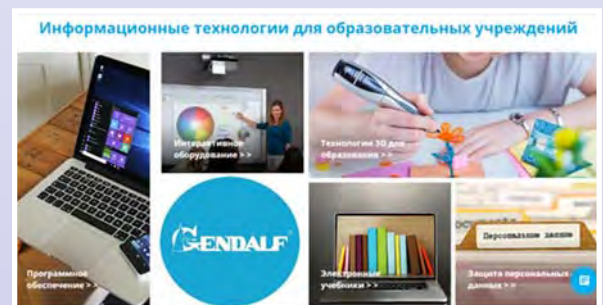 Информационные технологии для образовательных учреждений
Интерактивное
оборудование > >
Технологии 3D для
образования > >
GENDALF
Программное
обеспечение > >
Электронные
учебники > >
Персональные данные
Защита персональных
данных > >